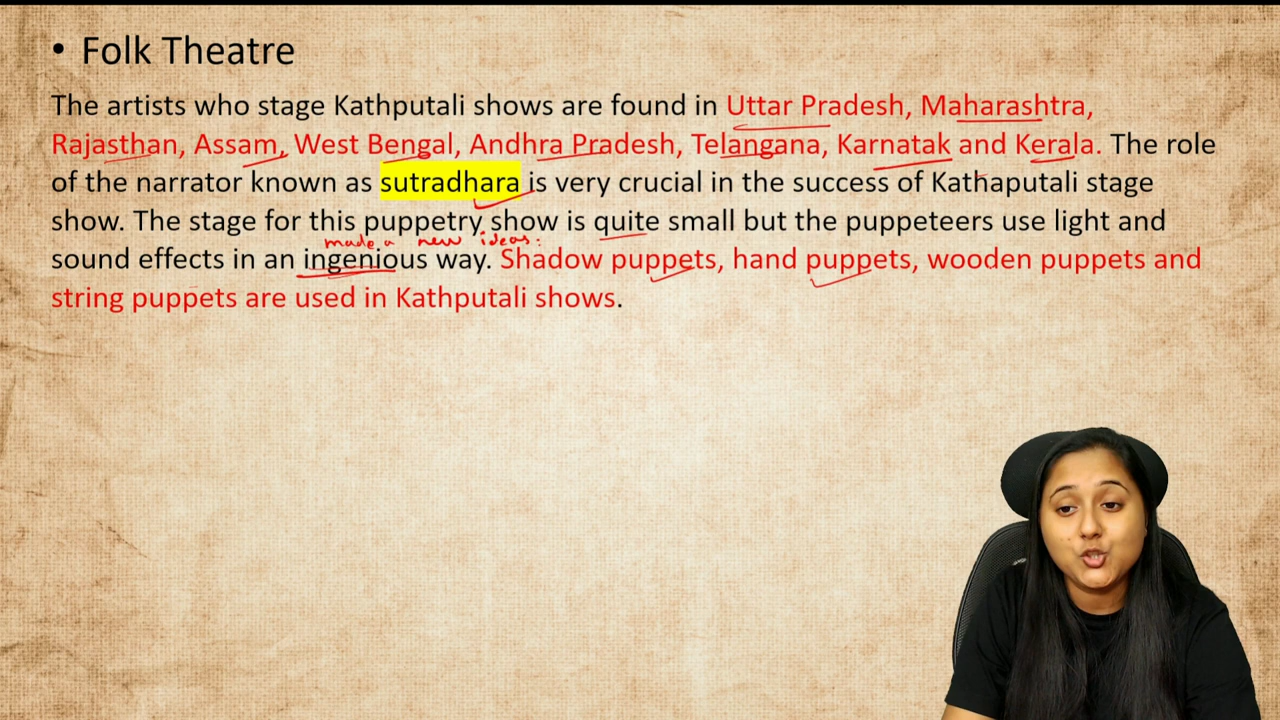 • Folk Theatre
The artists who stage Kathputali shows are found in Uttar Pradesh, Maharashtra,
Rajasthan, Assam, West Bengal, Andhra Pradesh, Telangana, Karnatak and Kerala. The role
of the narrator known as sutradhara is very crucial in the success of Kathaputali stage
show. The stage for this puppetry show is quite small but the puppeteers use light and
made a new ideas.
sound effects in an ingenious way. Shadow puppets, hand puppets, wooden puppets and
string puppets are used in Kathputali shows.